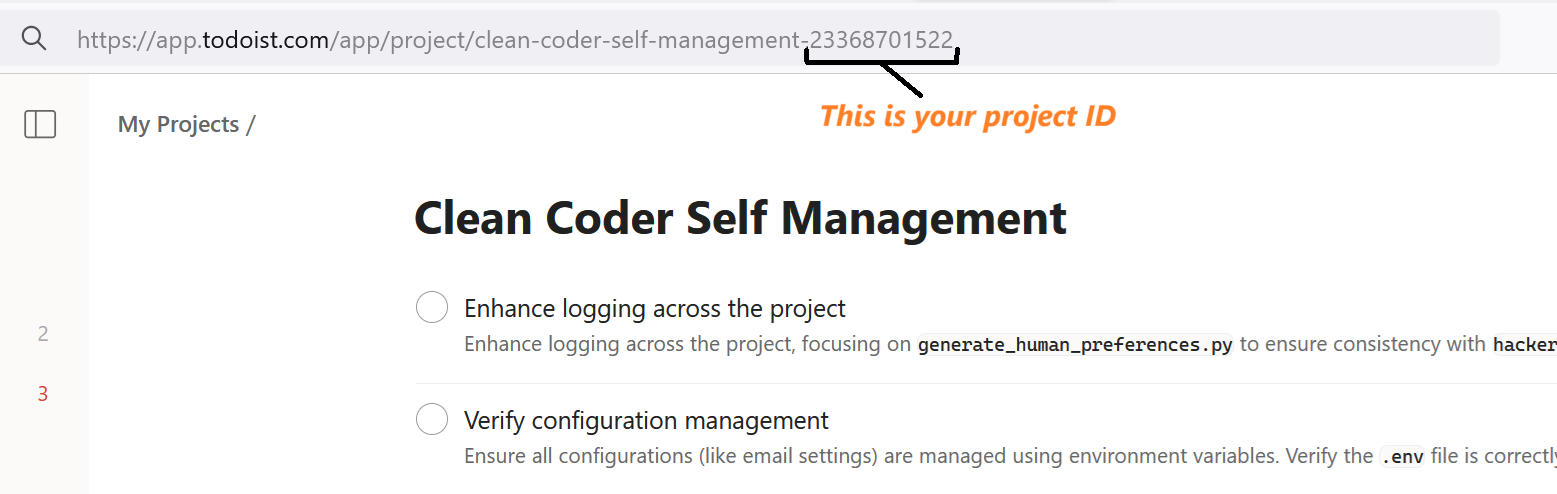 https://app.todoist.com/app/project/clean-coder-self-management-23368701522
This is your project ID
My Projects /
Clean Coder Self Management
Enhance logging across the project
Enhance logging across the project, focusing on generate_human_preferences.py to ensure consistency with hacker
2
3
Verify configuration management
Ensure all configurations (like email settings) are managed using environment variables. Verify the .env file is correctly